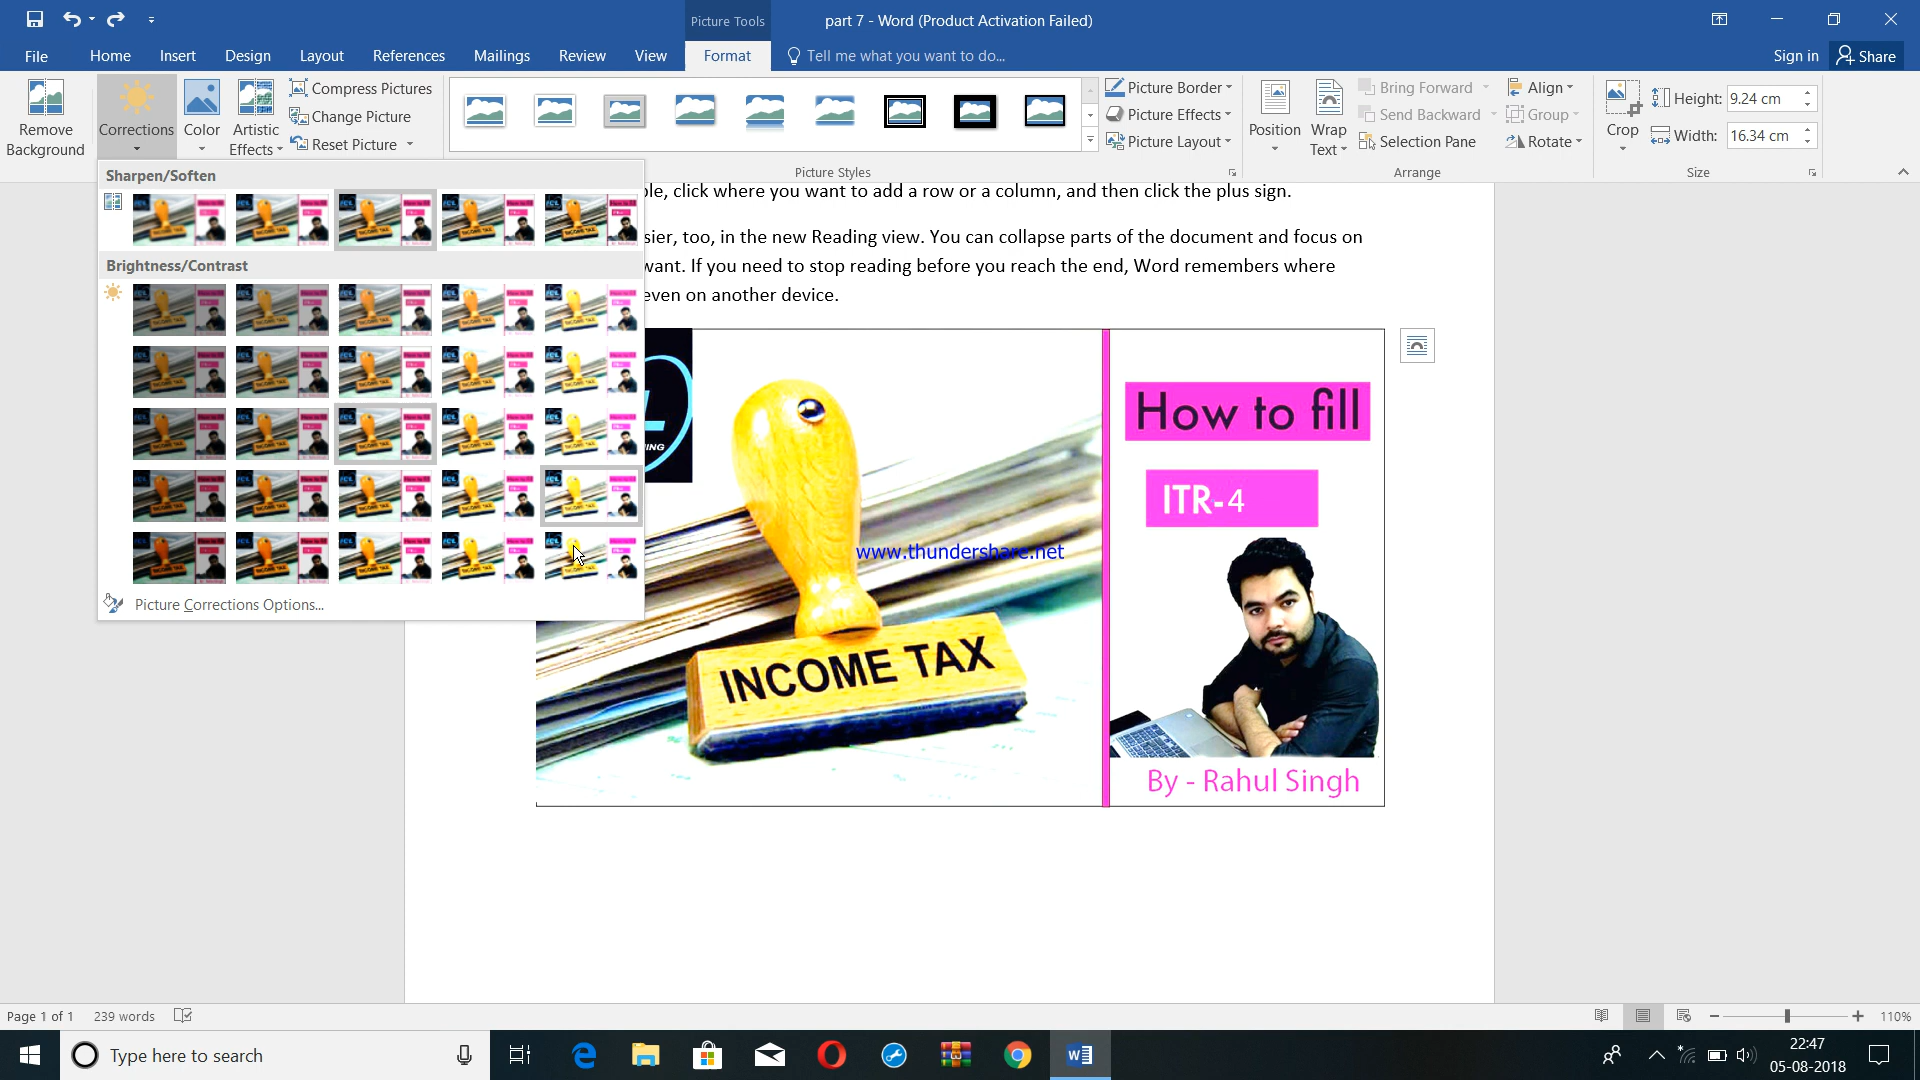 Picture Tools
part 7 - Word (Product Activation Failed)
File Home Insert Design Layout References Mailings Review View Format Tell me what you want to do... Sign in Share
Remove Background
Corrections
Color
Artistic Effects
Compress Pictures
Change Picture
Reset Picture
Picture Styles
Picture Border
Picture Effects
Picture Layout
Position
Wrap Text
Bring Forward
Send Backward
Selection Pane
Align
Group
Rotate
Arrange
Crop
Height: 9.24 cm
Width: 16.34 cm
Size
Sharpen/Soften
Brightness/Contrast
Picture Corrections Options...
ble, click where you want to add a row or a column, and then click the plus sign.
sier, too, in the new Reading view. You can collapse parts of the document and focus on
want. If you need to stop reading before you reach the end, Word remembers where
even on another device.
L
NING
INCOME TAX
www.thundershare.net
How to fill
ITR-4
By - Rahul Singh
Page 1 of 1 239 words
110%
Type here to search
22:47
05-08-2018